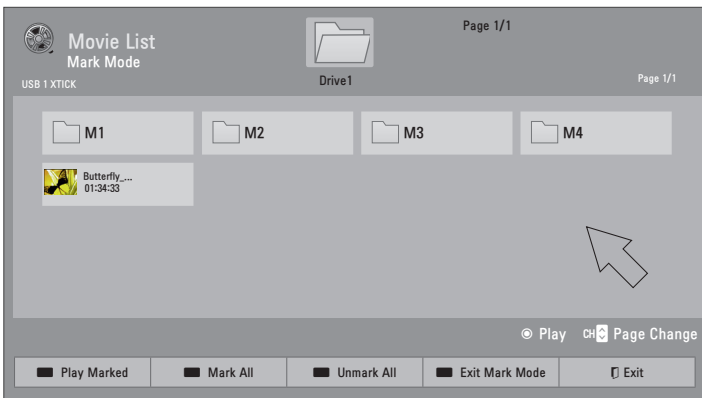 Movie List
Mark Mode
USB 1 XTICK
Drive1
Page 1/1
Page 1/1
M1
M2
M3
M4
Butterfly_...
01:34:33
Play CH Page Change
Play Marked
Mark All
Unmark All
Exit Mark Mode
Exit